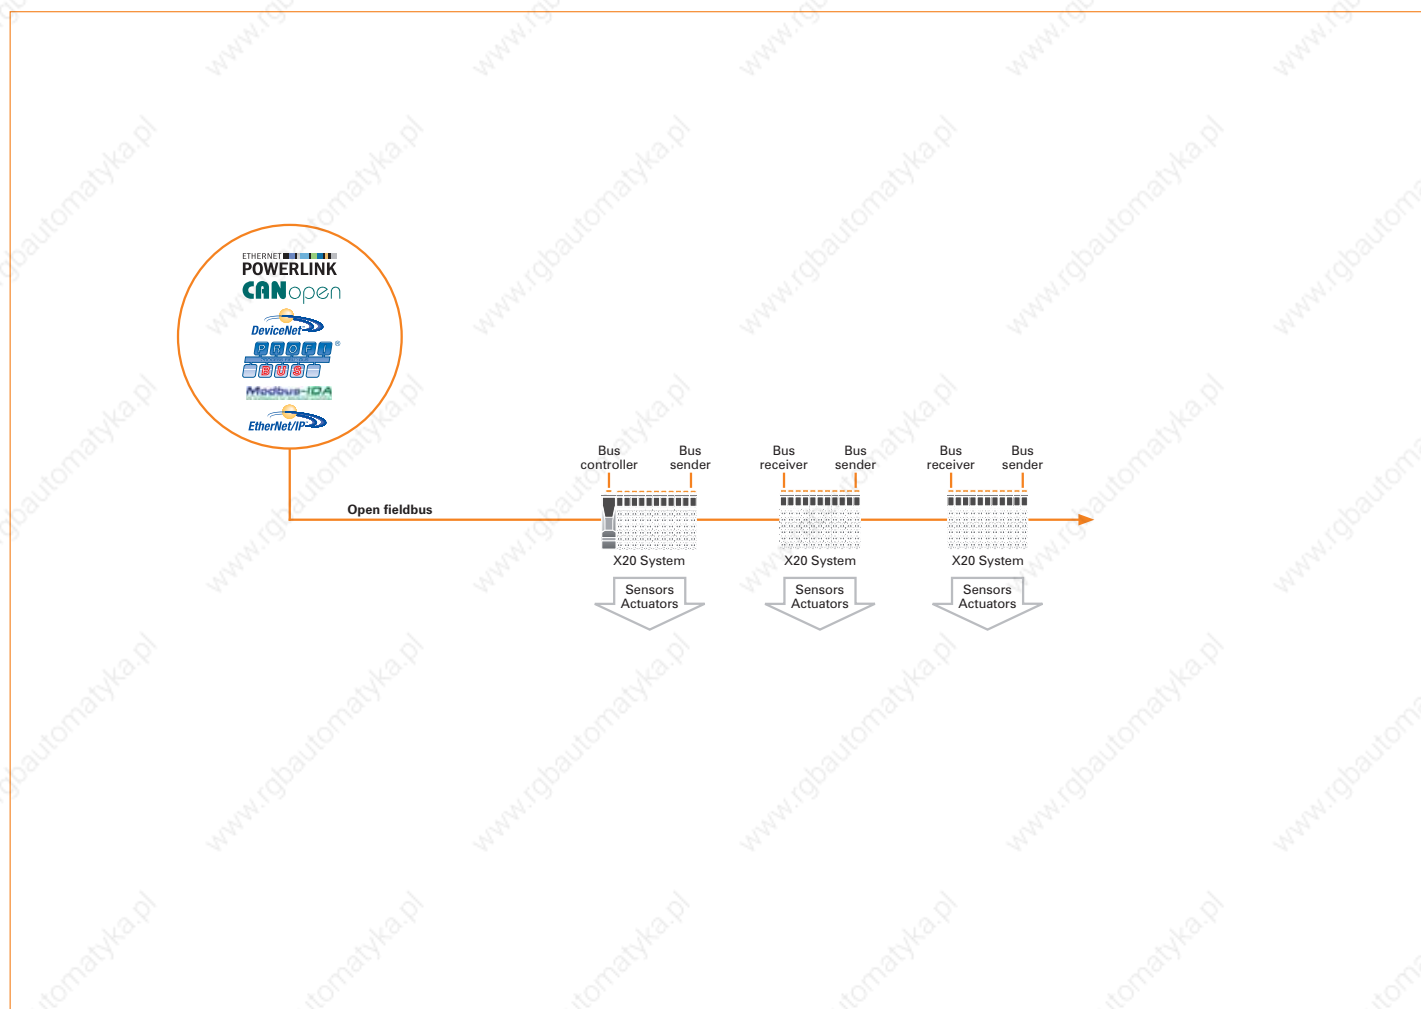 ETHERNET
POWERLINK
CANopen
DeviceNet
PROFI®
BUS
Modbus-IDA
EtherNet/IP
Open fieldbus
Bus controller
Bus sender
Bus receiver
Bus sender
Bus receiver
Bus sender
X20 System
X20 System
X20 System
Sensors
Actuators
Sensors
Actuators
Sensors
Actuators
www.rgbautomatyka.pl